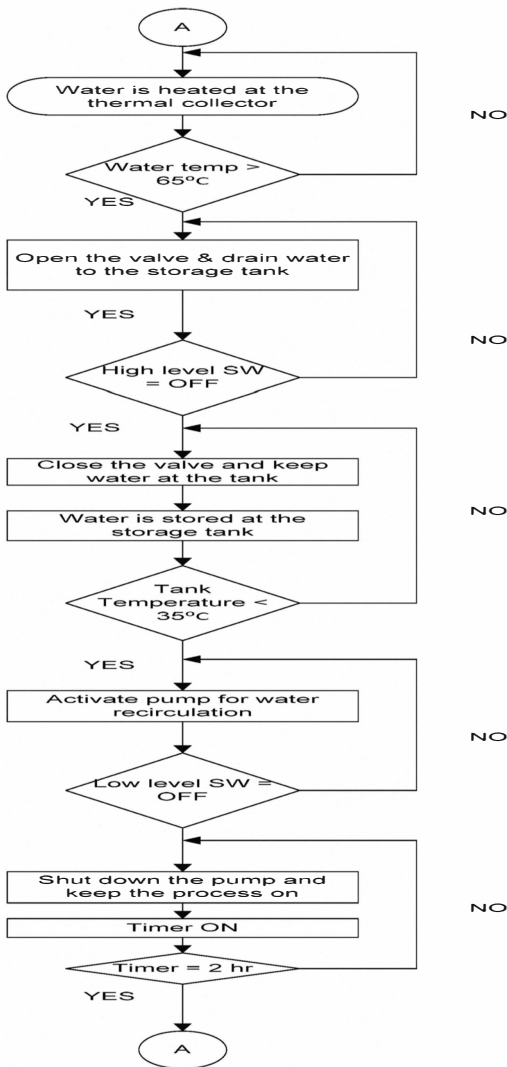 A
Water is heated at the
thermal collector
NO
Water temp >
65ºC
YES
Open the valve & drain water
to the storage tank
YES
NO
High level SW
= OFF
YES
Close the valve and keep
water at the tank
NO
Water is stored at the
storage tank
Tank
Temperature <
35ºC
YES
Activate pump for water
recirculation
NO
Low level SW =
OFF
Shut down the pump and
keep the process on
NO
Timer ON
Timer = 2 hr
YES
A